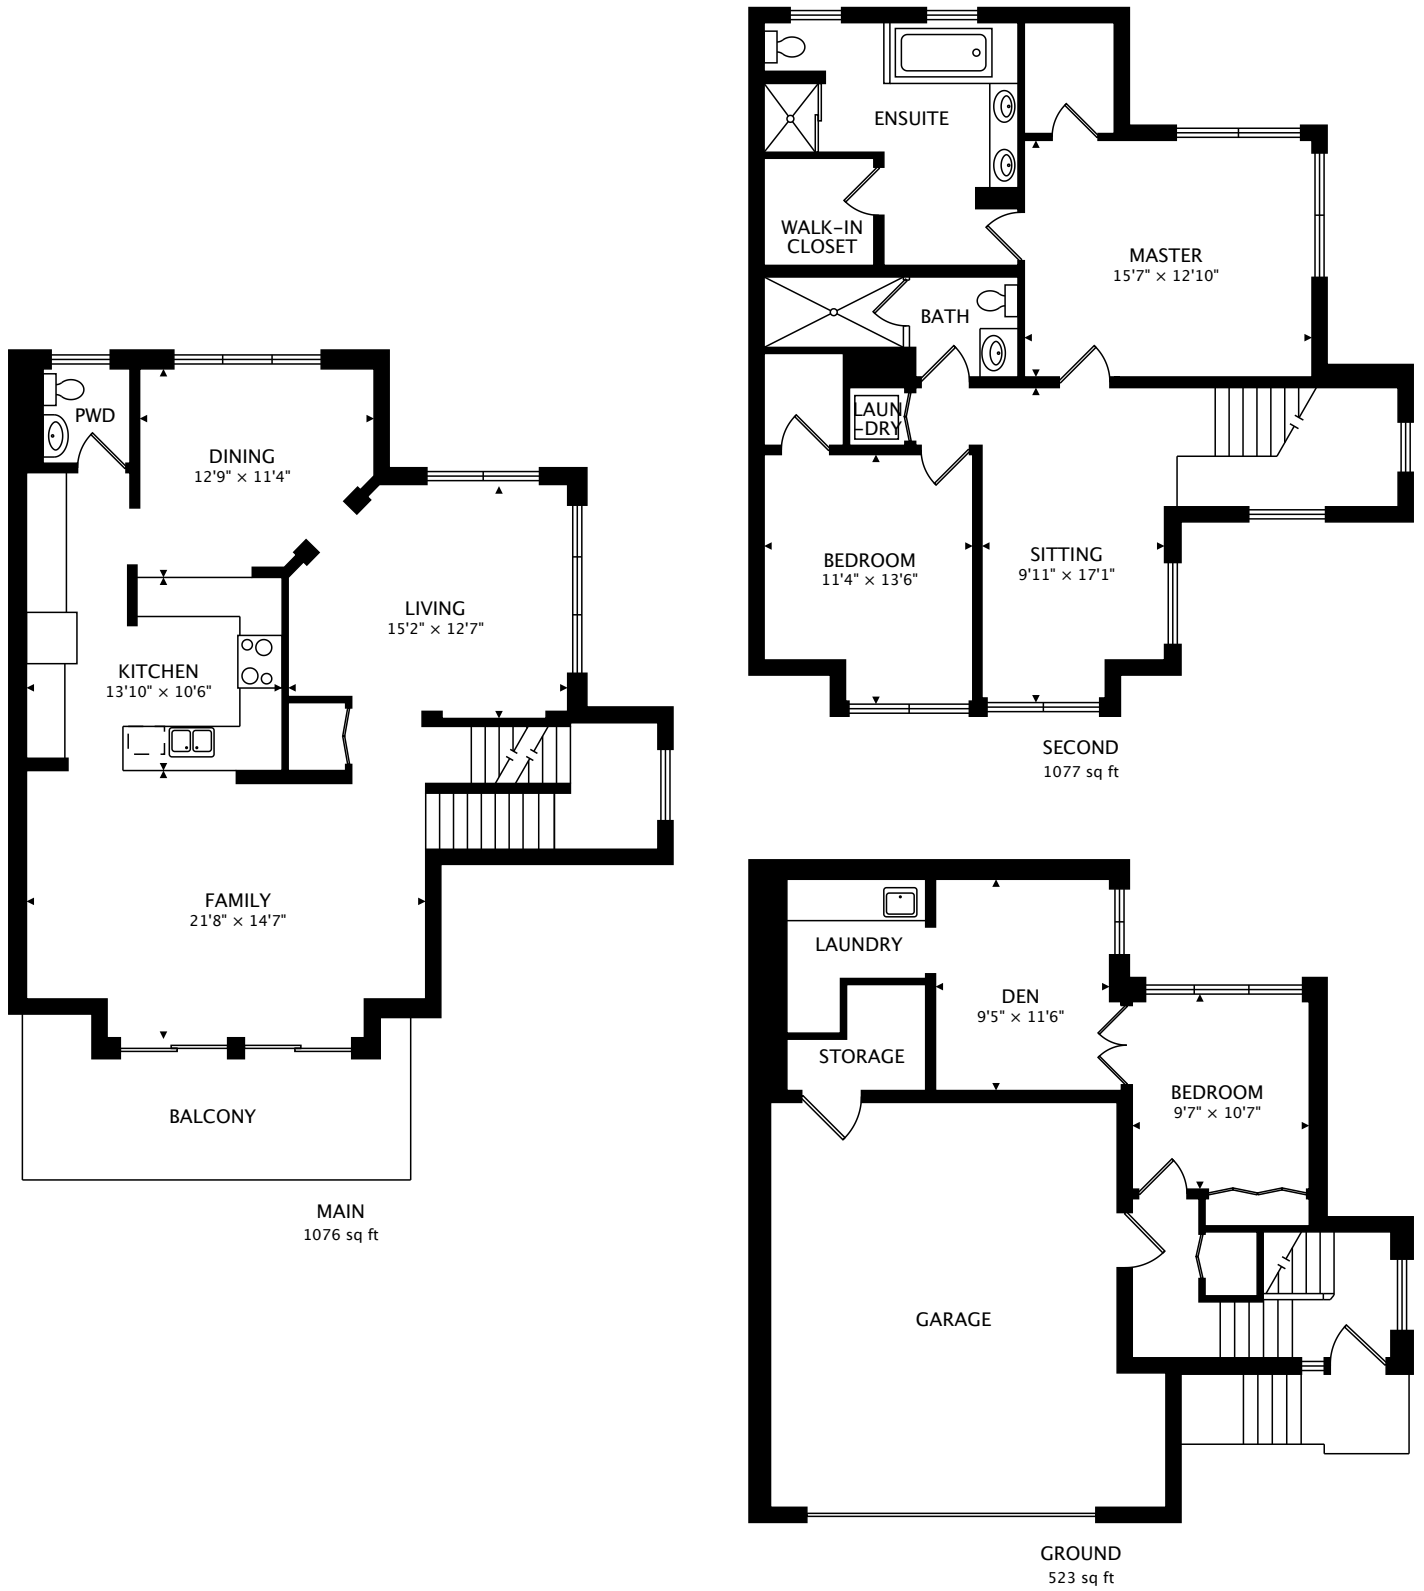 PWD
DINING
12'9" × 11'4"
LIVING
15'2" × 12'7"
KITCHEN
13'10" × 10'6"
FAMILY
21'8" × 14'7"
BALCONY
MAIN
1076 sq ft
ENSUITE
WALK-IN
CLOSET
MASTER
15'7" × 12'10"
BATH
LAUN
-DRY
BEDROOM
11'4" × 13'6"
SITTING
9'11" × 17'1"
SECOND
1077 sq ft
LAUNDRY
DEN
9'5" × 11'6"
STORAGE
BEDROOM
9'7" × 10'7"
GARAGE
GROUND
523 sq ft